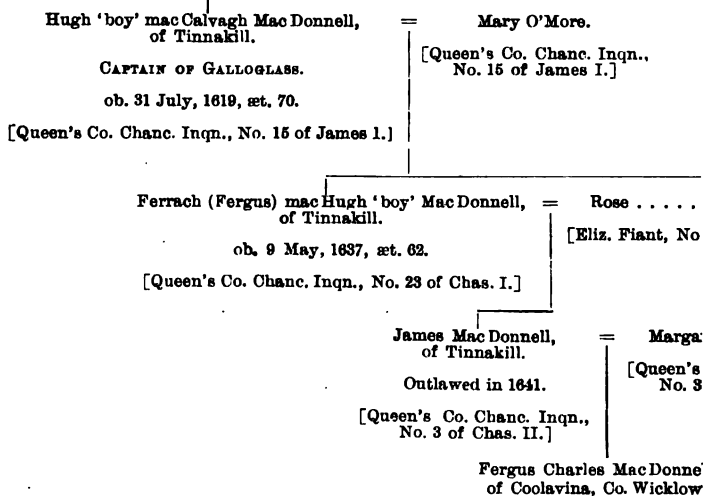 Hugh ‘boy’ mac Calvagh Mac Donnell,
of Tinnakill.
CAPTAIN OF GALLOGLASS.
ob. 31 July, 1619, æt. 70.
[Queen's Co. Chanc. Inqn., No. 15 of James I.]
=
Mary O'More.
[Queen's Co. Chanc. Inqn.,
No. 15 of James I.]
Ferrach (Fergus) mac Hugh ‘boy’ Mac Donnell,
of Tinnakill.
ob. 9 May, 1637, æt. 62.
[Queen's Co. Chanc. Inqn., No. 23 of Chas. I.]
=
Rose . . . . .
[Eliz. Fiant, No
James Mac Donnell,
of Tinnakill.
Outlawed in 1641.
[Queen's Co. Chanc. Inqn.,
No. 3 of Chas. II.]
=
Marga
[Queen's
No. 3
Fergus Charles Mac Donne
of Coolavina, Co. Wicklow